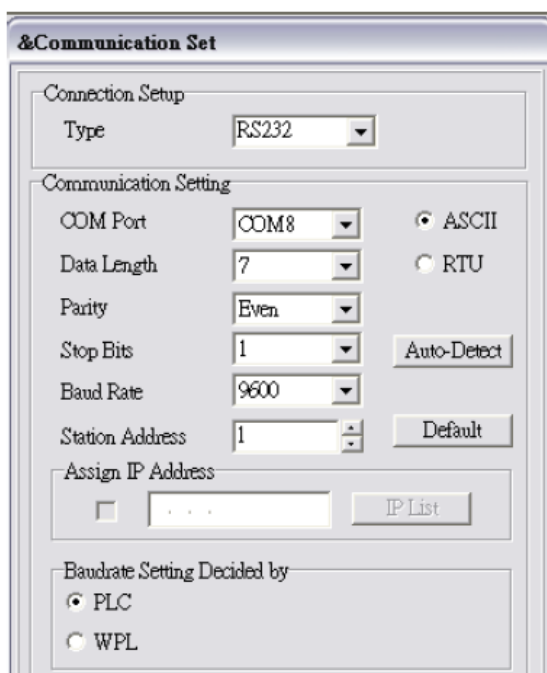 &Communication Set
Connection Setup
Type RS232
Communication Setting
COM Port COM8 ASCII
Data Length 7 RTU
Parity Even
Stop Bits 1 Auto-Detect
Baud Rate 9600
Station Address 1 Default
Assign IP Address
. . . IP List
Baudrate Setting Decided by
PLC
WPL